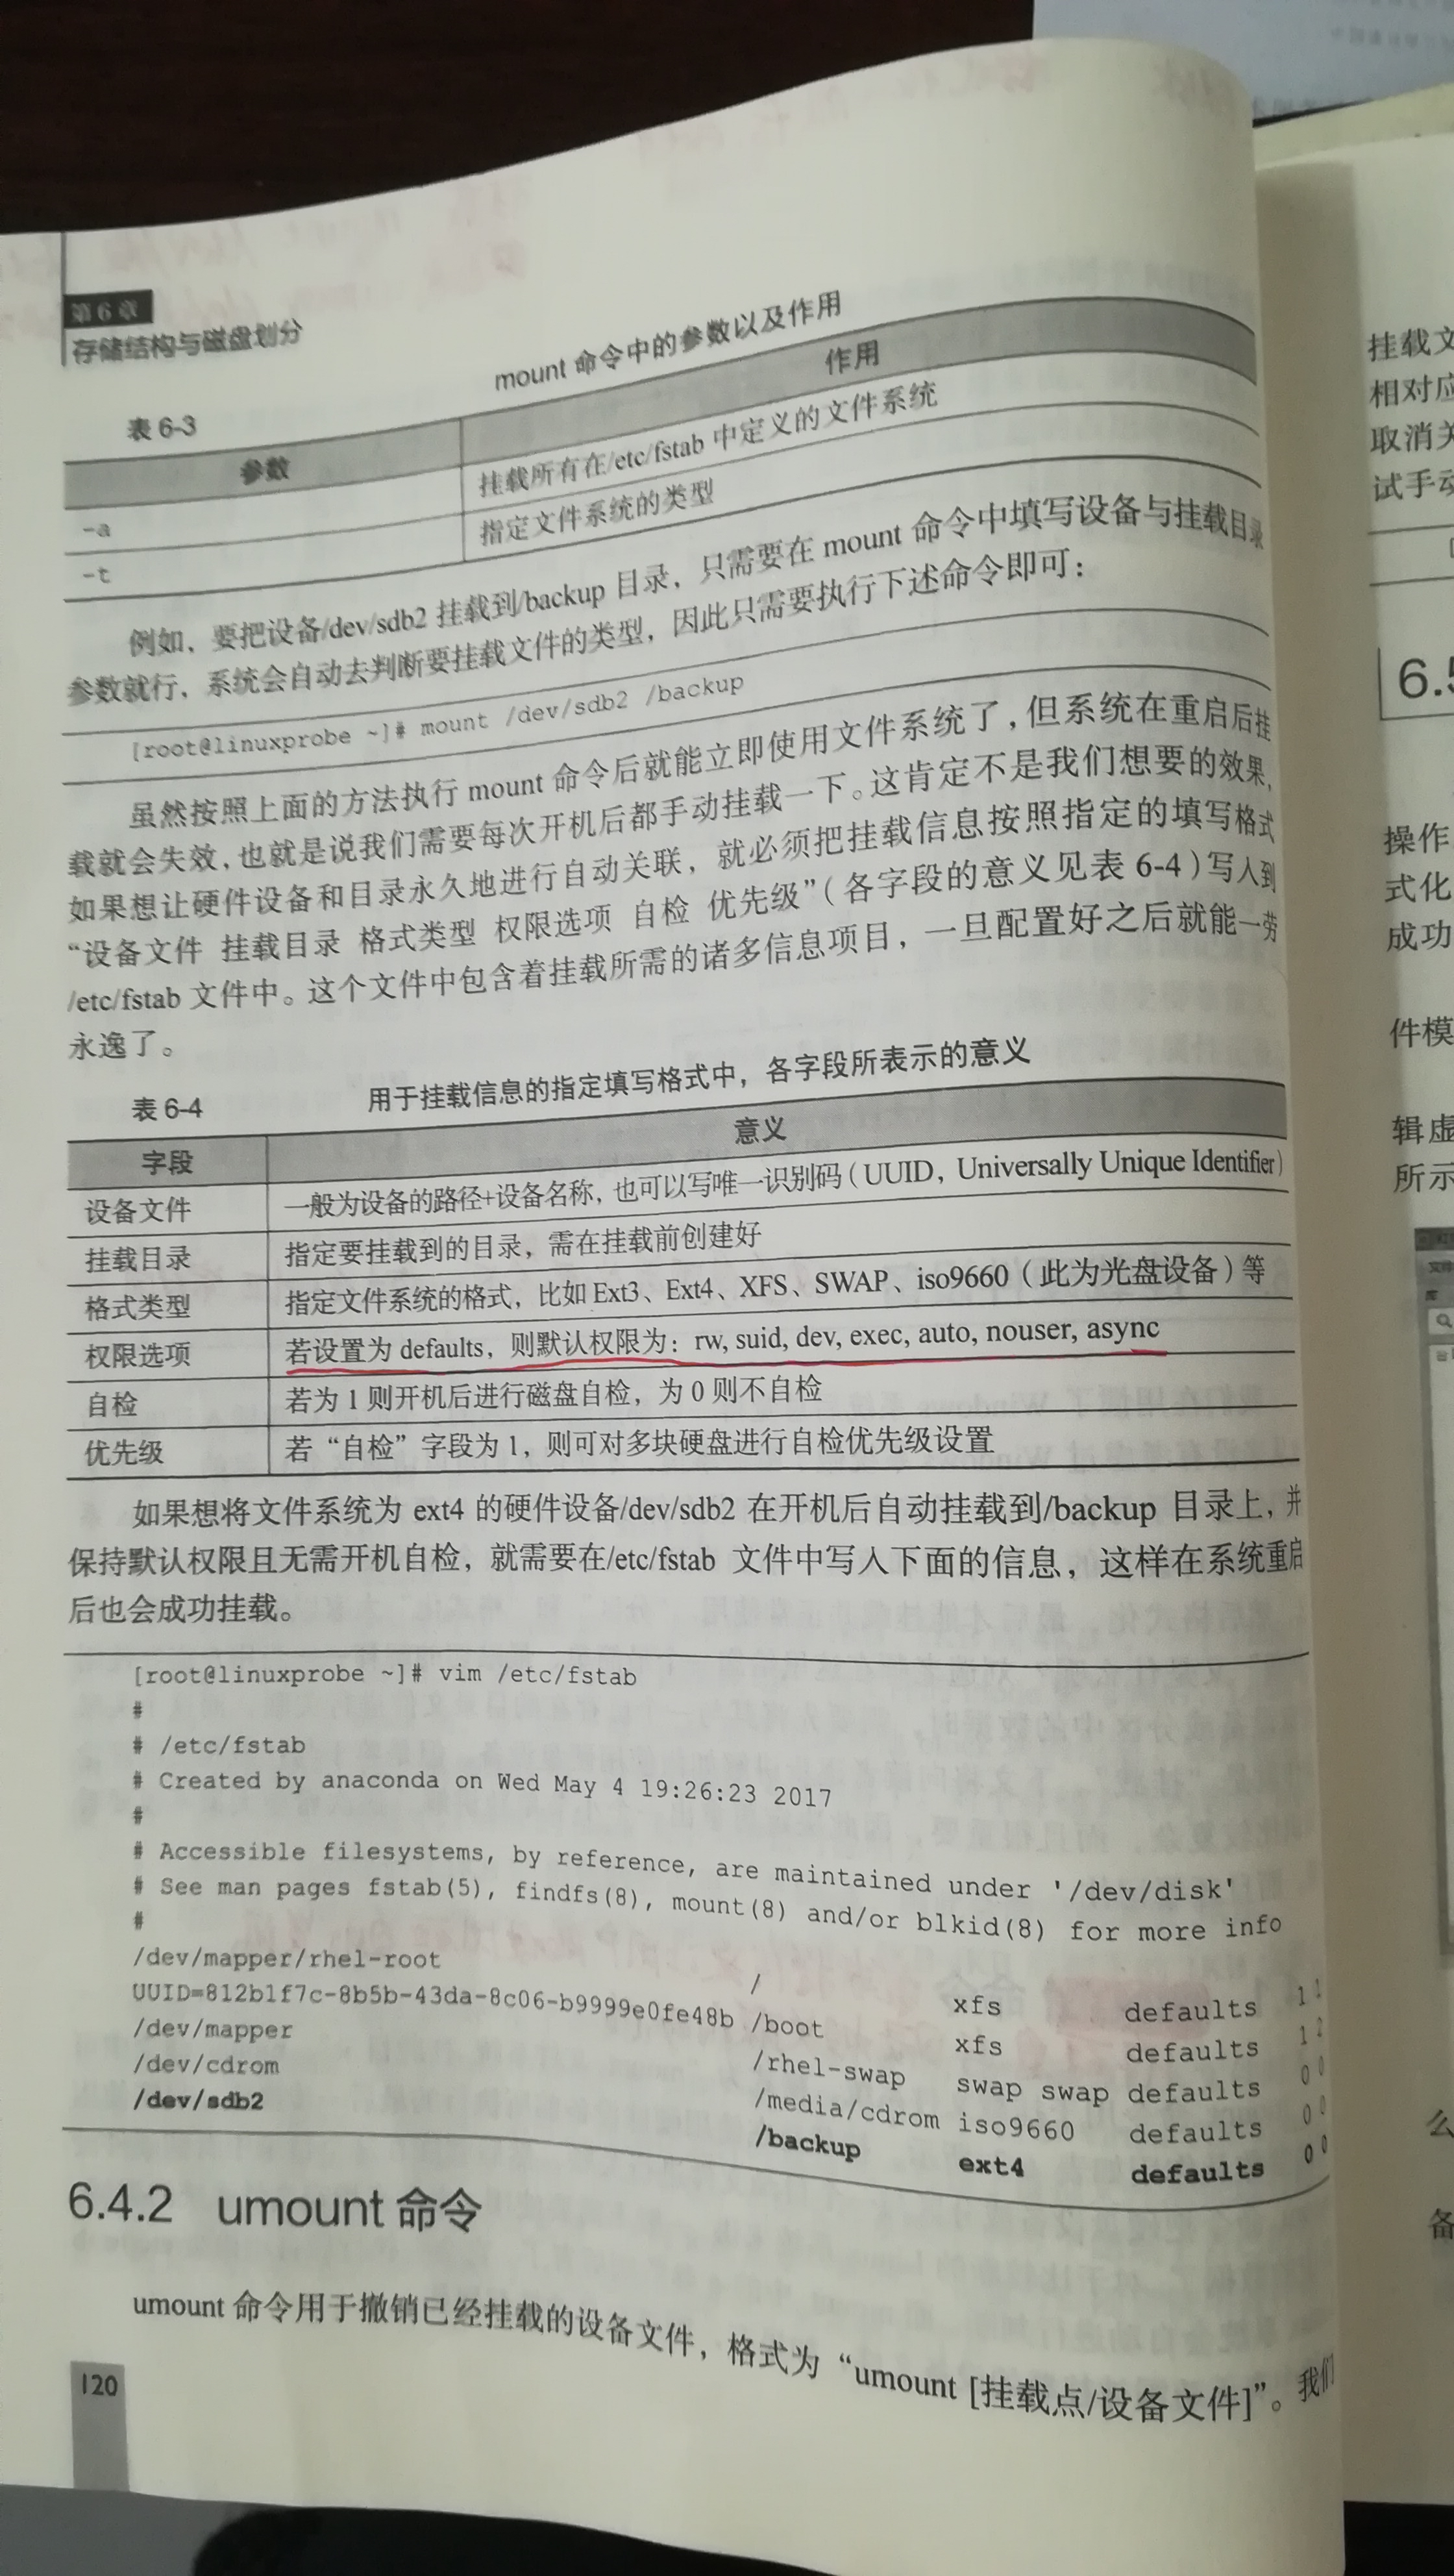 第6章
存储结构与磁盘划分
表 6-3 mount 命令中的参数以及作用
参数 作用
-a 挂载所有在/etc/fstab 中定义的文件系统
-t 指定文件系统的类型
例如，要把设备/dev/sdb2 挂载到/backup 目录，只需要在 mount 命令中填写设备与挂载目录
参数就行，系统会自动去判断要挂载文件的类型，因此只需要执行下述命令即可：
[root@linuxprobe ~]# mount /dev/sdb2 /backup
虽然按照上面的方法执行 mount 命令后就能立即使用文件系统了，但系统在重启后挂
载就会失效，也就是说我们需要每次开机后都手动挂载一下。这肯定不是我们想要的效果，
如果想让硬件设备和目录永久地进行自动关联，就必须把挂载信息按照指定的填写格式
“设备文件 挂载目录 格式类型 权限选项 自检 优先级”（各字段的意义见表 6-4）写入到
/etc/fstab 文件中。这个文件中包含着挂载所需的诸多信息项目，一旦配置好之后就能一劳
永逸了。
表 6-4 用于挂载信息的指定填写格式中，各字段所表示的意义
字段 意义
设备文件 一般为设备的路径+设备名称，也可以写唯一识别码（UUID，Universally Unique Identifier）
挂载目录 指定要挂载到的目录，需在挂载前创建好
格式类型 指定文件系统的格式，比如 Ext3、Ext4、XFS、SWAP、iso9660（此为光盘设备）等
权限选项 若设置为 defaults，则默认权限为：rw, suid, dev, exec, auto, nouser, async
自检 若为 1 则开机后进行磁盘自检，为 0 则不自检
优先级 若“自检”字段为 1，则可对多块硬盘进行自检优先级设置
如果想将文件系统为 ext4 的硬件设备/dev/sdb2 在开机后自动挂载到/backup 目录上，并
保持默认权限且无需开机自检，就需要在/etc/fstab 文件中写入下面的信息，这样在系统重启
后也会成功挂载。
[root@linuxprobe ~]# vim /etc/fstab
#
# /etc/fstab
# Created by anaconda on Wed May 4 19:26:23 2017
#
# Accessible filesystems, by reference, are maintained under '/dev/disk'
# See man pages fstab(5), findfs(8), mount(8) and/or blkid(8) for more info
#
/dev/mapper/rhel-root / xfs defaults 1 1
UUID=812b1f7c-8b5b-43da-8c06-b9999e0fe48b /boot xfs defaults 1 2
/dev/mapper /rhel-swap swap swap defaults 0 0
/dev/cdrom /media/cdrom iso9660 defaults 0 0
/dev/sdb2 /backup ext4 defaults 0 0
6.4.2 umount 命令
umount 命令用于撤销已经挂载的设备文件，格式为“umount [挂载点/设备文件]”。我们
120
挂载文
相对应
取消关
试手动
6.5
操作
式化
成功
件模
辑虚
所示
么
备